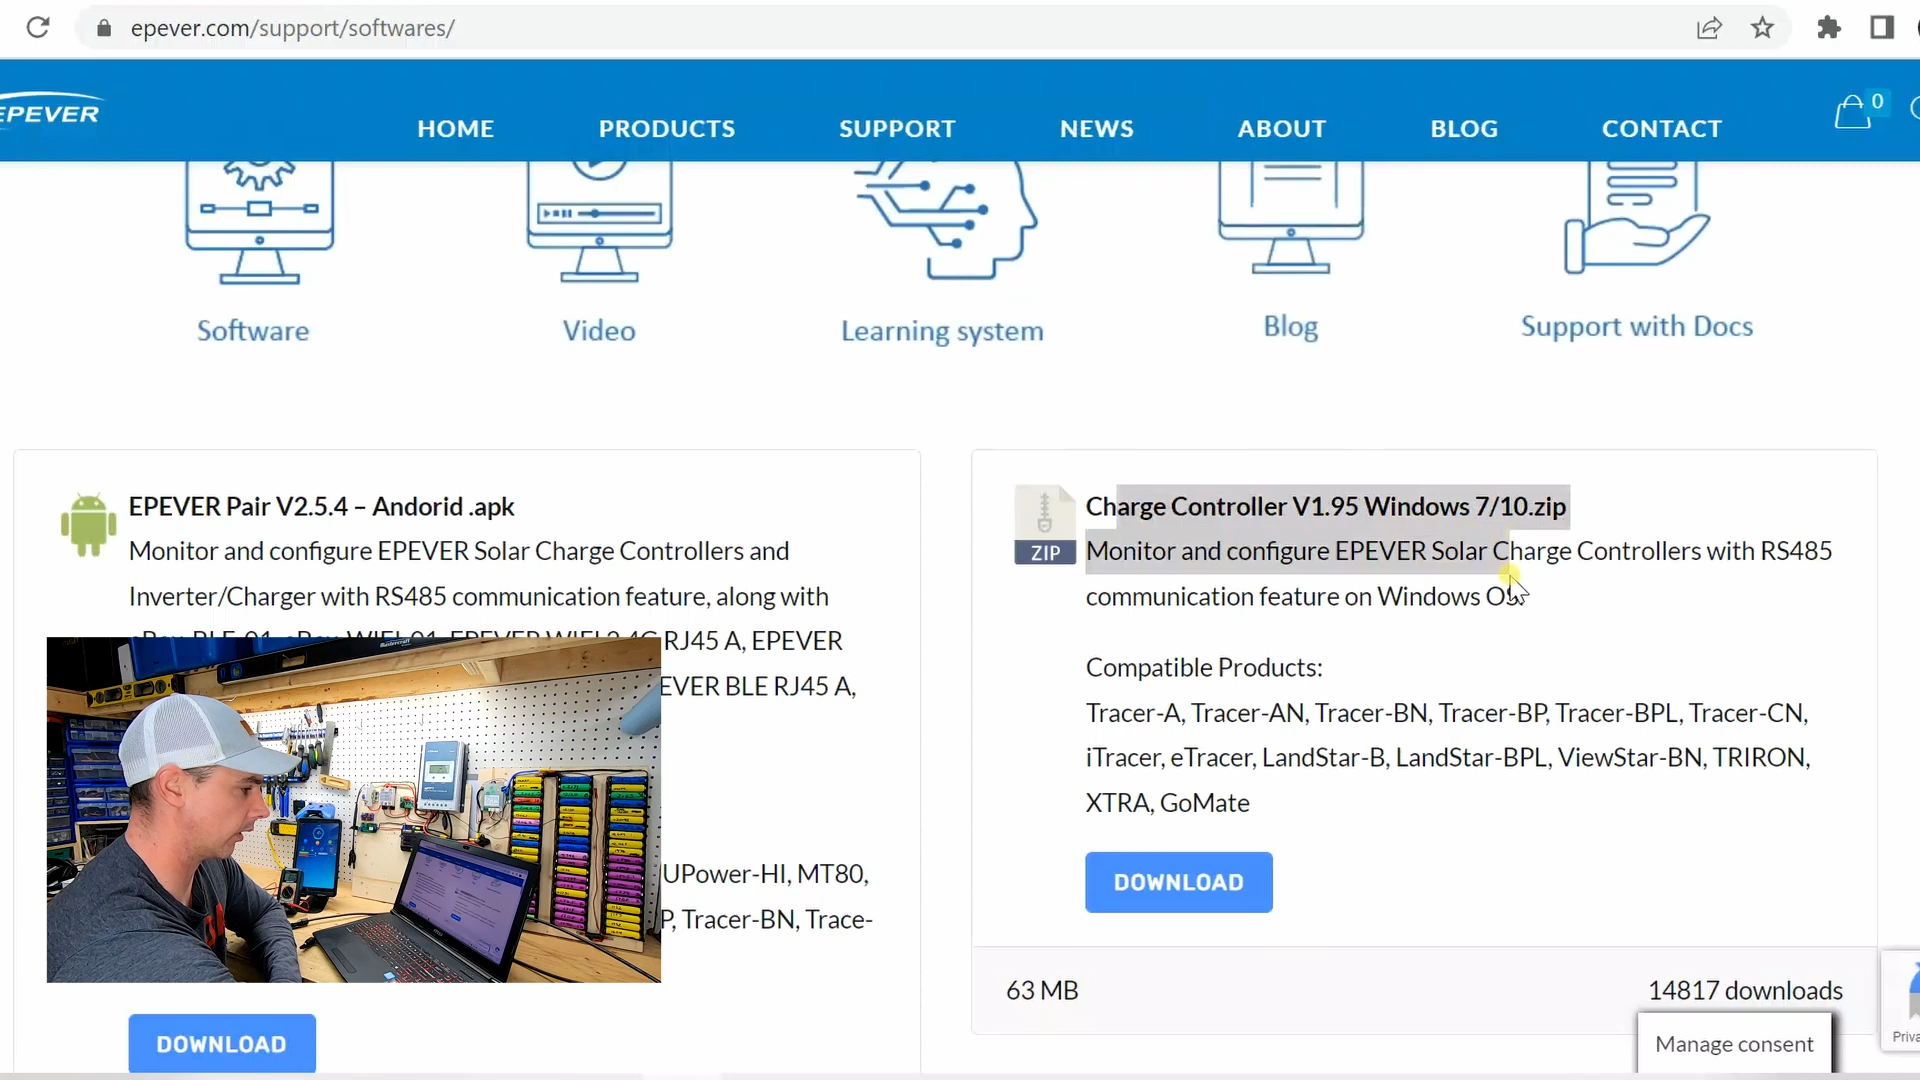 epever.com/support/softwares/
EPEVER
HOME PRODUCTS SUPPORT NEWS ABOUT BLOG CONTACT
0
Software Video Learning system Blog Support with Docs
EPEVER Pair V2.5.4 – Andorid .apk
Monitor and configure EPEVER Solar Charge Controllers and
Inverter/Charger with RS485 communication feature, along with
RJ45 A, EPEVER
EVER BLE RJ45 A,
UPower-HI, MT80,
P, Tracer-BN, Trace-
DOWNLOAD
ZIP
Charge Controller V1.95 Windows 7/10.zip
Monitor and configure EPEVER Solar Charge Controllers with RS485
communication feature on Windows OS.
Compatible Products:
Tracer-A, Tracer-AN, Tracer-BN, Tracer-BP, Tracer-BPL, Tracer-CN,
iTracer, eTracer, LandStar-B, LandStar-BPL, ViewStar-BN, TRIRON,
XTRA, GoMate
DOWNLOAD
63 MB
14817 downloads
Priva
Manage consent